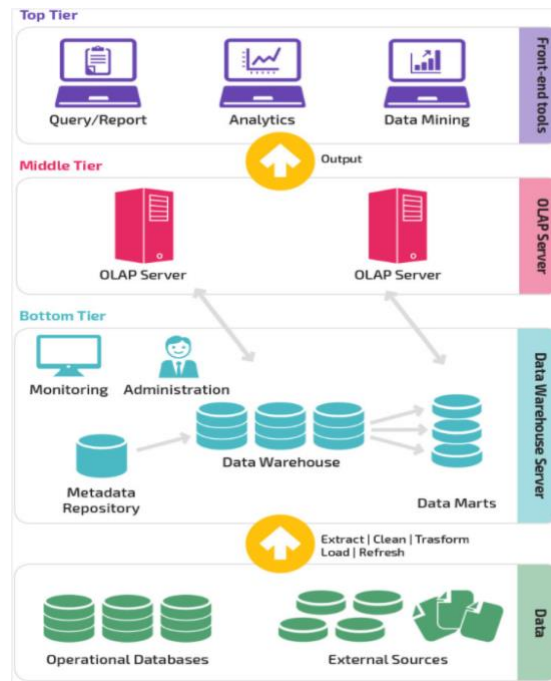 Top Tier
Query/Report
Analytics
Data Mining
Front-end tools
Output
Middle Tier
OLAP Server
OLAP Server
OLAP Server
Bottom Tier
Monitoring
Administration
Data Warehouse
Metadata
Repository
Data Marts
Data Warehouse Server
Extract | Clean | Trasform
Load | Refresh
Operational Databases
External Sources
Data